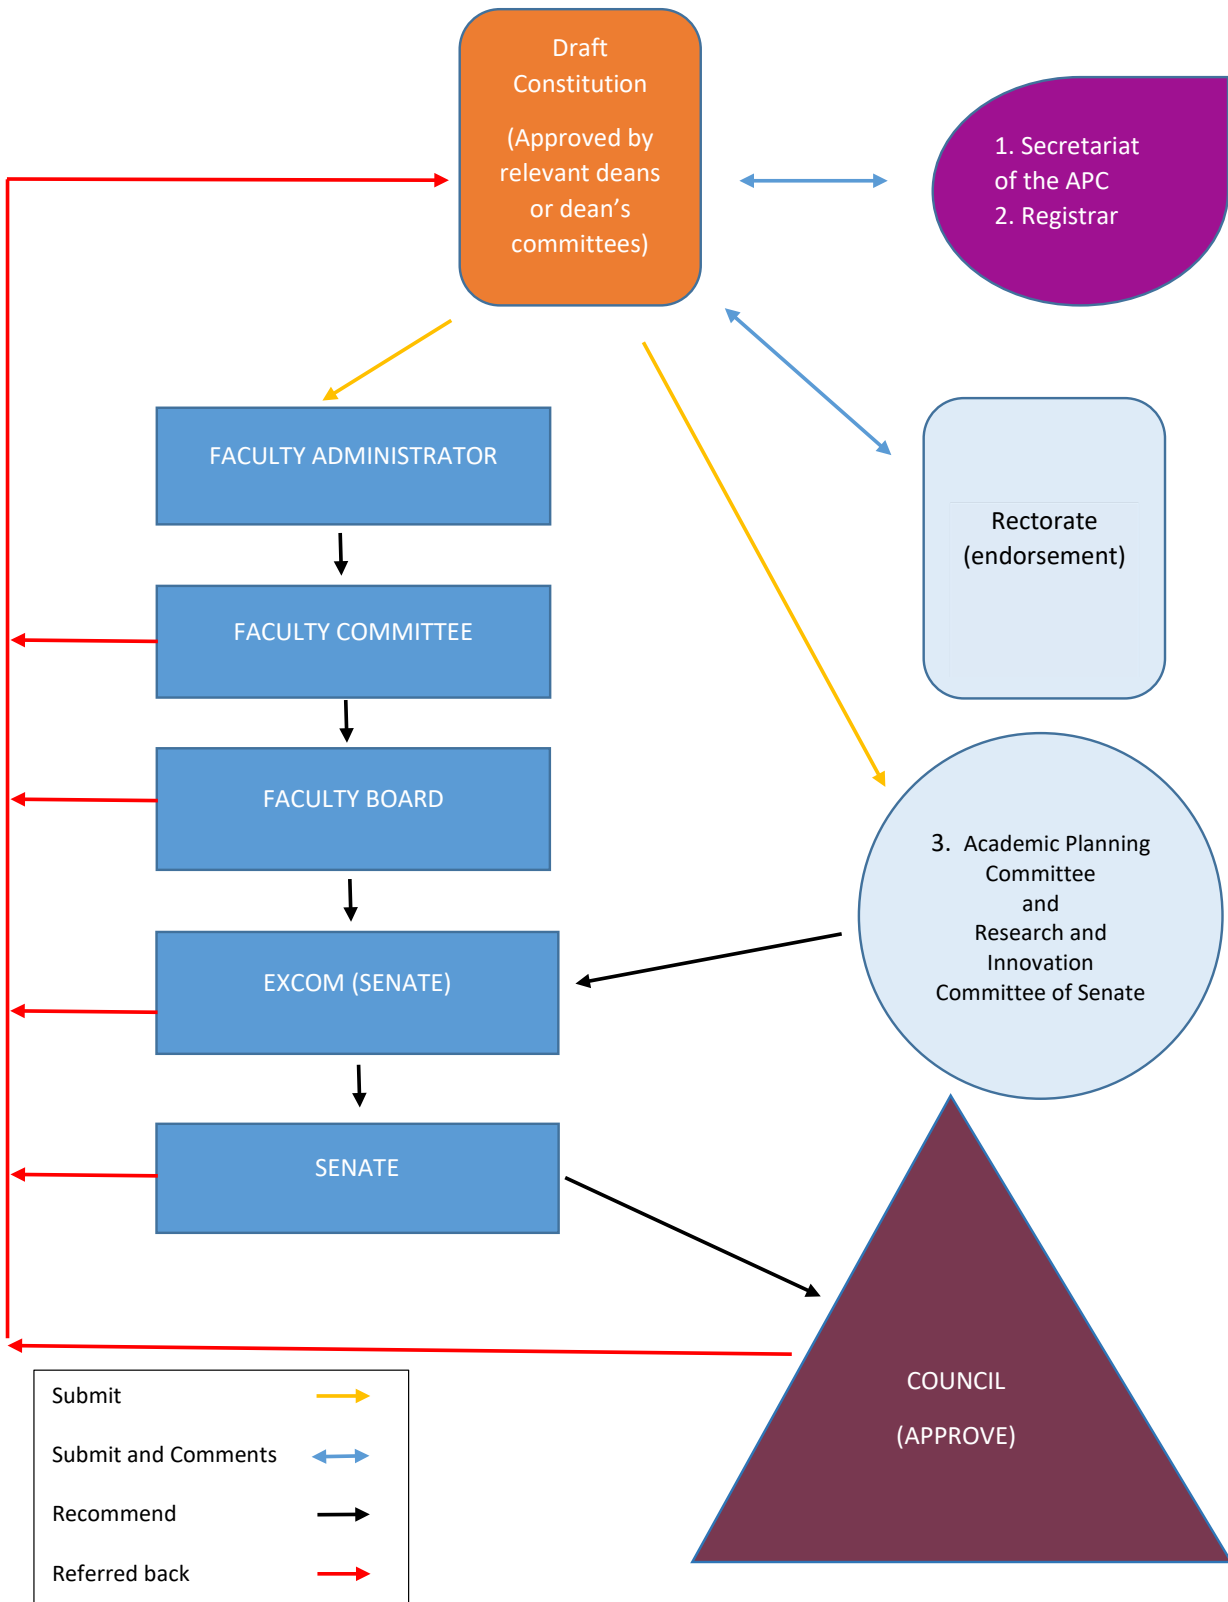 Draft
Constitution
(Approved by
relevant deans
or dean’s
committees)
1. Secretariat
of the APC
2. Registrar
FACULTY ADMINISTRATOR
Rectorate
(endorsement)
FACULTY COMMITTEE
FACULTY BOARD
3. Academic Planning
Committee
and
Research and
Innovation
Committee of Senate
EXCOM (SENATE)
SENATE
COUNCIL
(APPROVE)
Submit
Submit and Comments
Recommend
Referred back